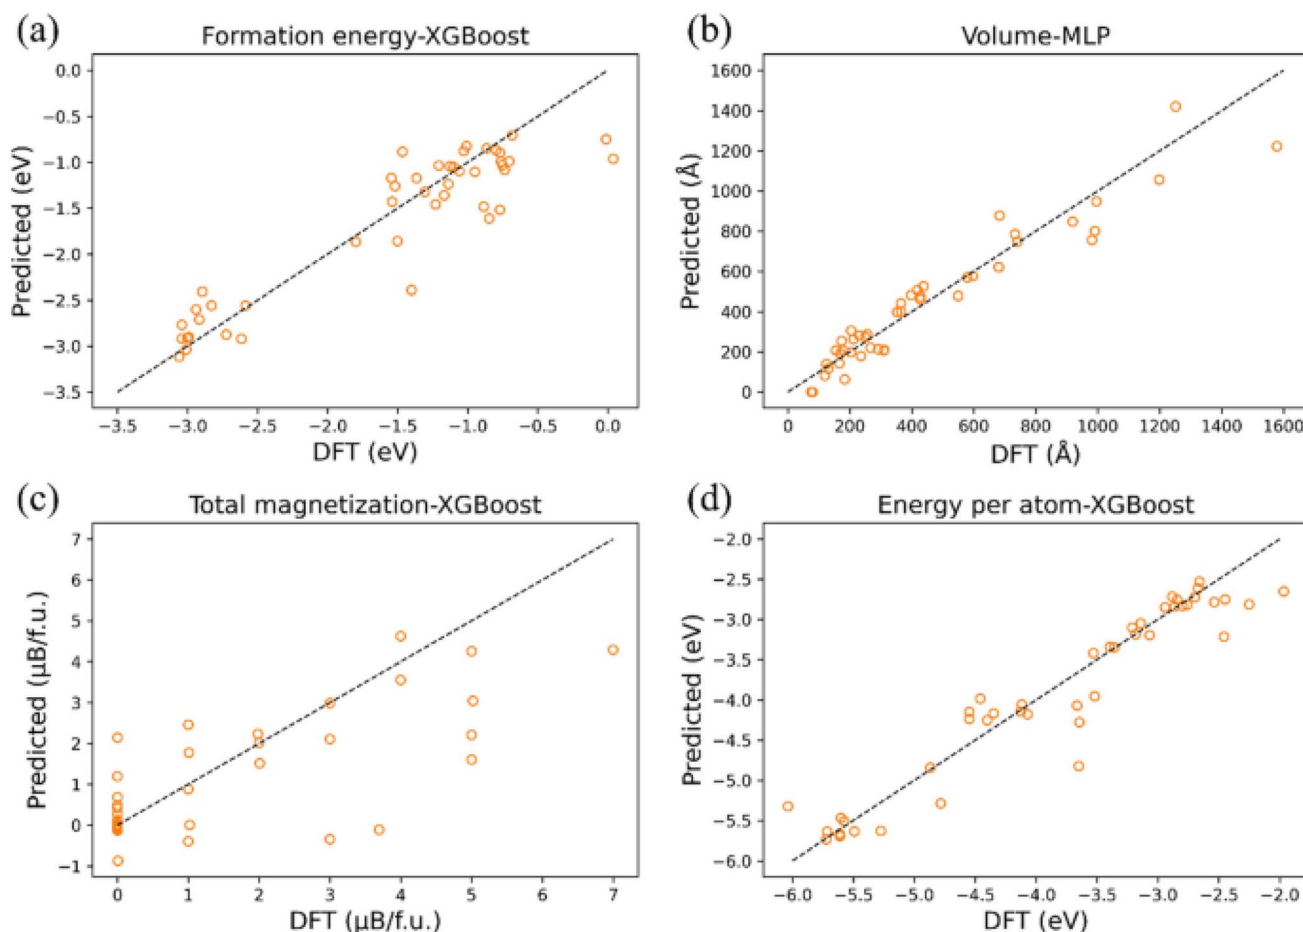 (a)
Formation energy-XGBoost
Predicted (eV)
0.0
−0.5
−1.0
−1.5
−2.0
−2.5
−3.0
−3.5
−3.5 −3.0 −2.5 −2.0 −1.5 −1.0 −0.5 0.0
DFT (eV)
(b)
Volume-MLP
Predicted (Å)
1600
1400
1200
1000
800
600
400
200
0
0 200 400 600 800 1000 1200 1400 1600
DFT (Å)
(c)
Total magnetization-XGBoost
Predicted (μB/f.u.)
7
6
5
4
3
2
1
0
−1
0 1 2 3 4 5 6 7
DFT (μB/f.u.)
(d)
Energy per atom-XGBoost
Predicted (eV)
−2.0
−2.5
−3.0
−3.5
−4.0
−4.5
−5.0
−5.5
−6.0
−6.0 −5.5 −5.0 −4.5 −4.0 −3.5 −3.0 −2.5 −2.0
DFT (eV)